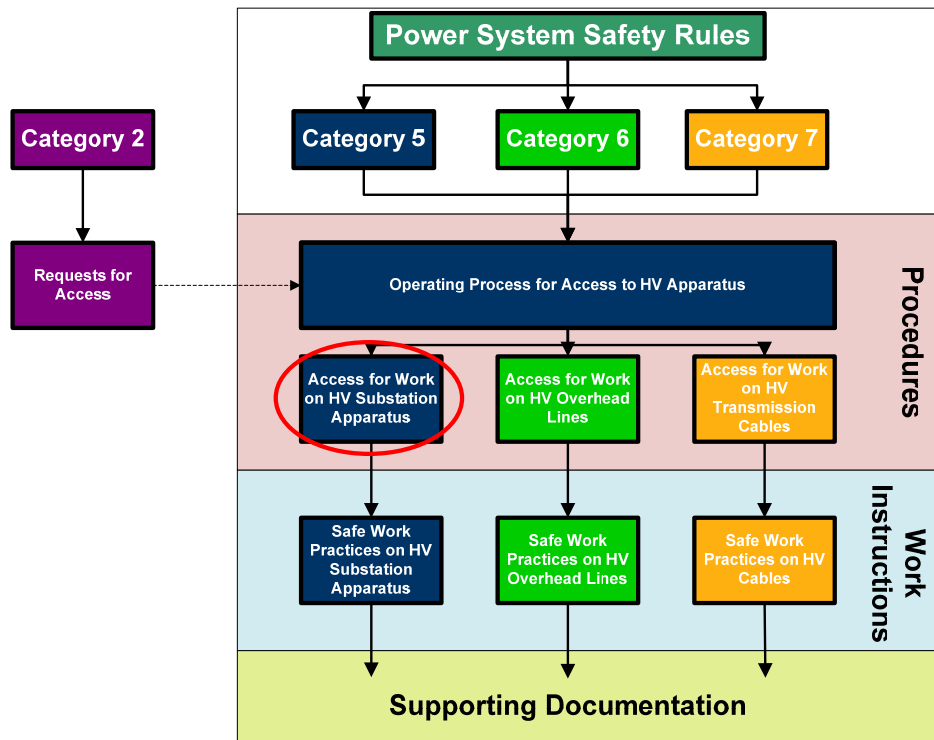 Power System Safety Rules
Category 2
Category 5
Category 6
Category 7
Requests for
Access
Operating Process for Access to HV Apparatus
Procedures
Access for Work
on HV Substation
Apparatus
Access for Work
on HV Overhead
Lines
Access for Work
on HV
Transmission
Cables
Work
Instructions
Safe Work
Practices on HV
Substation
Apparatus
Safe Work
Practices on HV
Overhead Lines
Safe Work
Practices on HV
Cables
Supporting Documentation